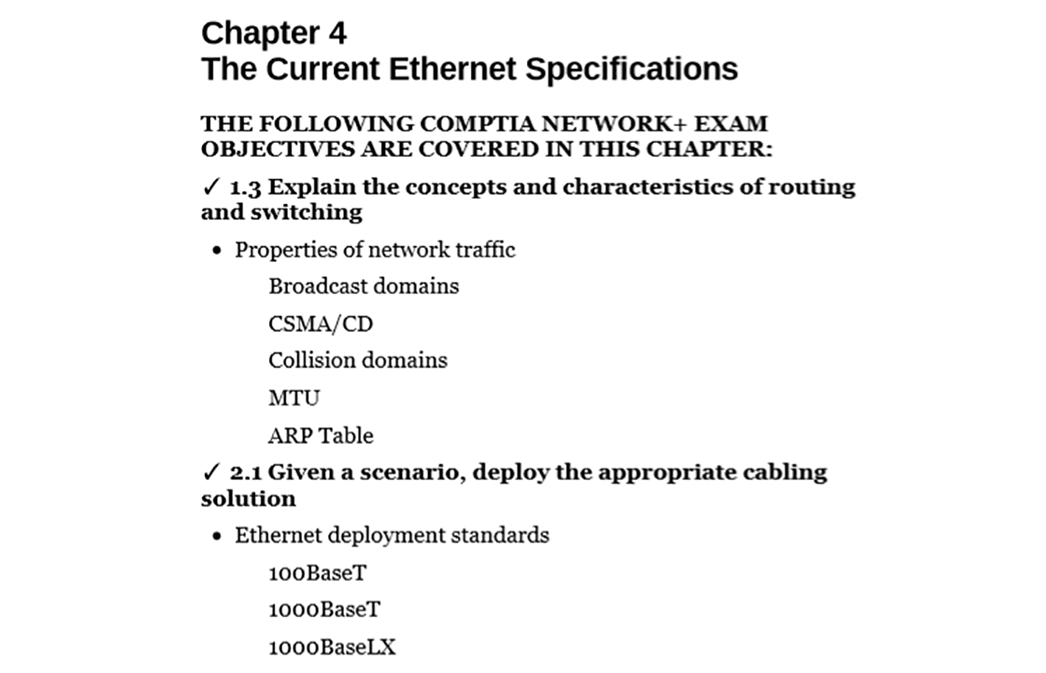 Chapter 4
The Current Ethernet Specifications
THE FOLLOWING COMPTIA NETWORK+ EXAM
OBJECTIVES ARE COVERED IN THIS CHAPTER:
✓ 1.3 Explain the concepts and characteristics of routing
and switching
• Properties of network traffic
Broadcast domains
CSMA/CD
Collision domains
MTU
ARP Table
✓ 2.1 Given a scenario, deploy the appropriate cabling
solution
• Ethernet deployment standards
100BaseT
1000BaseT
1000BaseLX